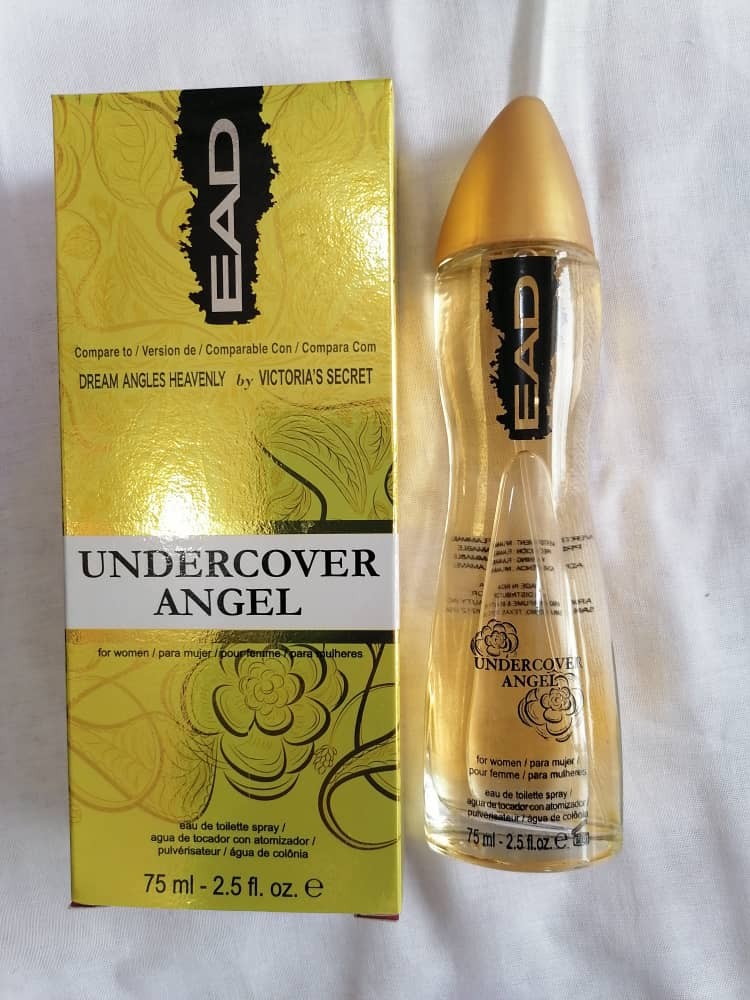 EAD
Compare to / Version de / Comparable Con / Compara Com
DREAM ANGLES HEAVENLY by VICTORIA'S SECRET
UNDERCOVER
ANGEL
for women / para mujer / pour femme / para mulheres
eau de toilette spray /
agua de tocador con atomizador /
pulvérisateur / água de colônia
75 ml - 2.5 fl. oz. e
EAD
UNDERCOVER
ANGEL
for women / para mujer /
pour femme / para mulheres
eau de toilette spray /
agua de tocador con atomizador /
pulvérisateur / água de colônia
75 ml - 2.5 fl.oz. e